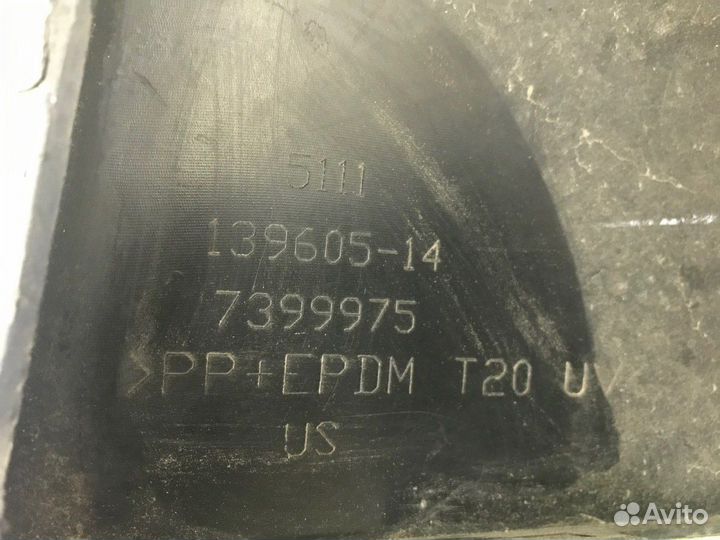 5111
139605-14
7399975
>PP+EPDM T20 UV
US
Avito